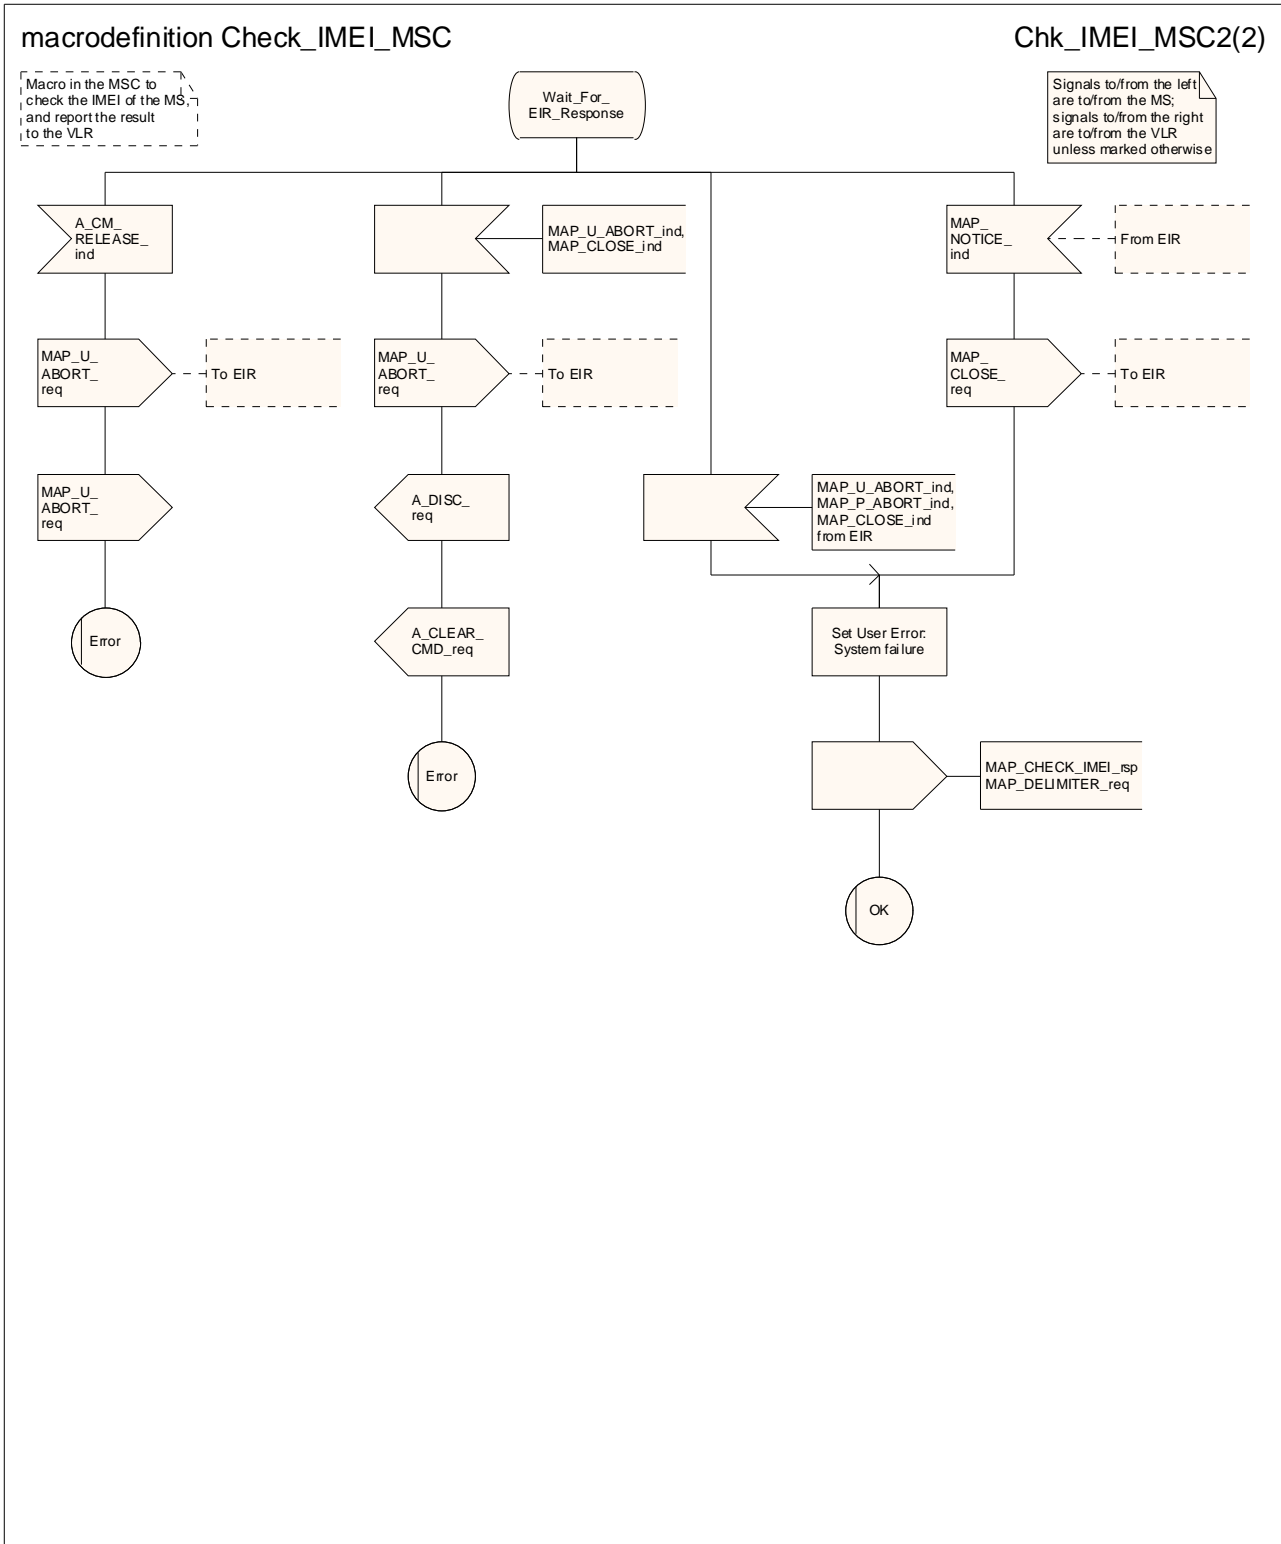 macrodefinition Check_IMEI_MSC
Chk_IMEI_MSC2(2)
Macro in the MSC to
check the IMEI of the MS,
and report the result
to the VLR
Wait_For_
EIR_Response
Signals to/from the left
are to/from the MS;
signals to/from the right
are to/from the VLR
unless marked otherwise
A_CM_
RELEASE_
ind
MAP_U_ABORT_ind,
MAP_CLOSE_ind
MAP_
NOTICE_
ind
From EIR
MAP_U_
ABORT_
req
To EIR
MAP_U_
ABORT_
req
To EIR
MAP_
CLOSE_
req
To EIR
MAP_U_
ABORT_
req
A_DISC_
req
MAP_U_ABORT_ind,
MAP_P_ABORT_ind,
MAP_CLOSE_ind
from EIR
Error
A_CLEAR_
CMD_req
Set User Error:
System failure
Error
MAP_CHECK_IMEI_rsp
MAP_DELIMITER_req
OK